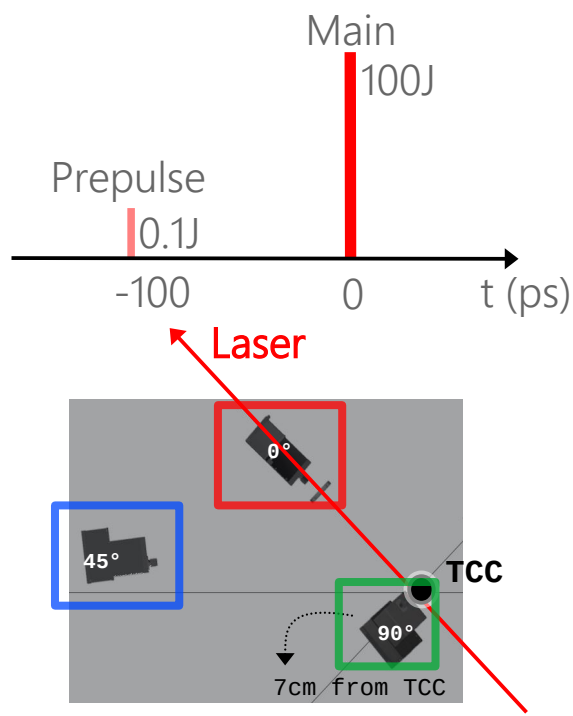 Main
100J
Prepulse
0.1J
-100
0
t (ps)
Laser
0°
45°
TCC
90°
7cm from TCC